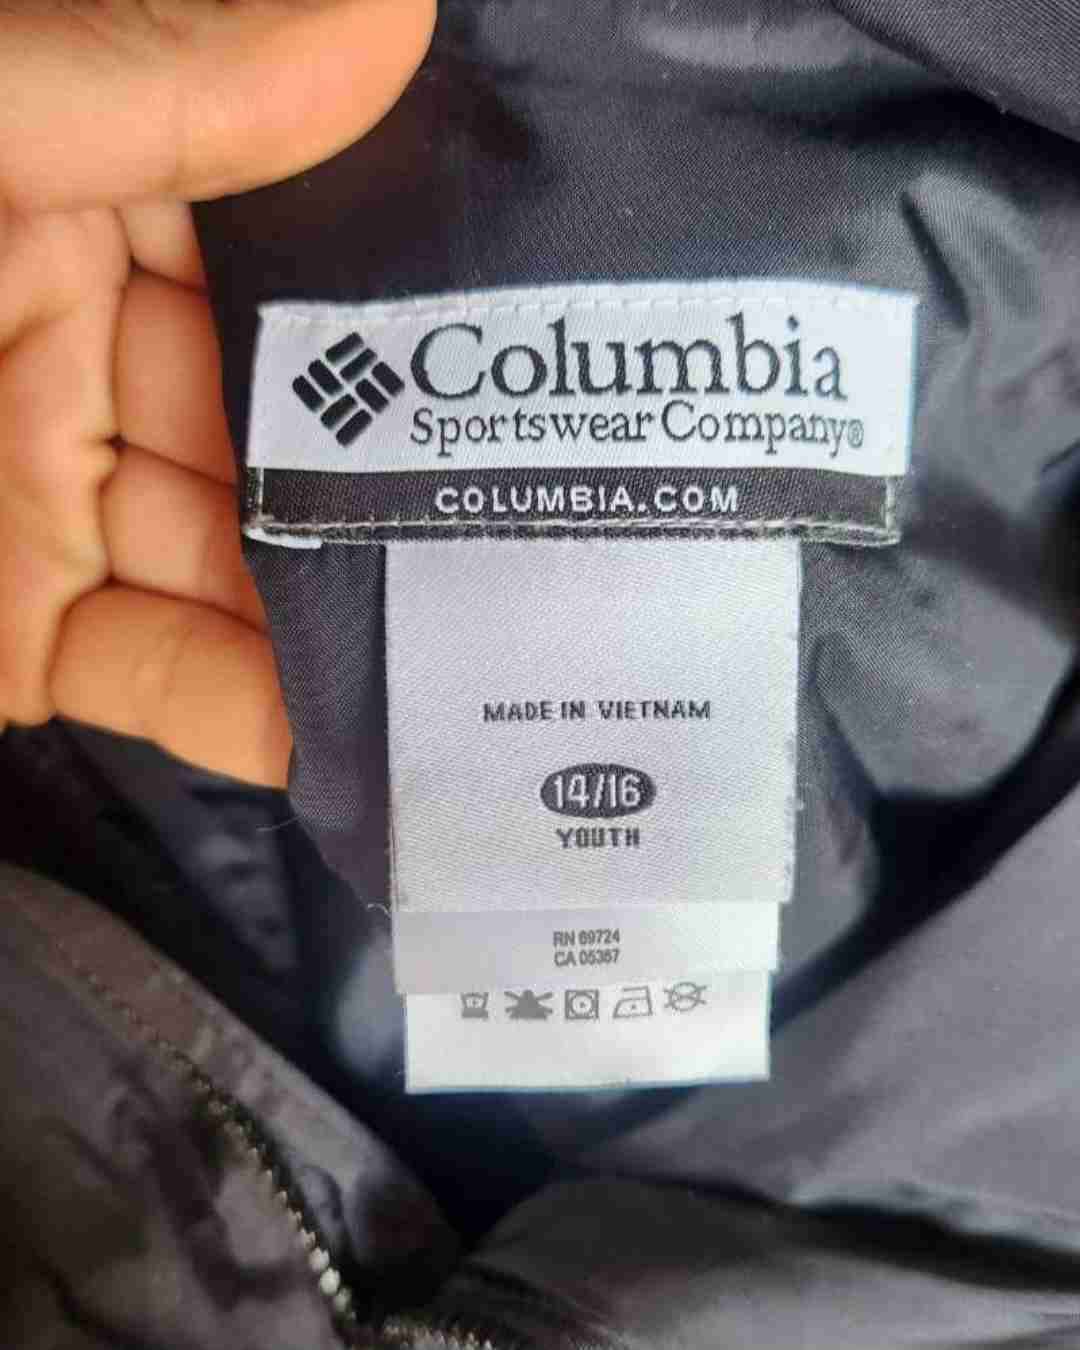 Columbia
Sportswear Company®
COLUMBIA.COM
MADE IN VIETNAM
14/16
YOUTH
RN 69724
CA 05367